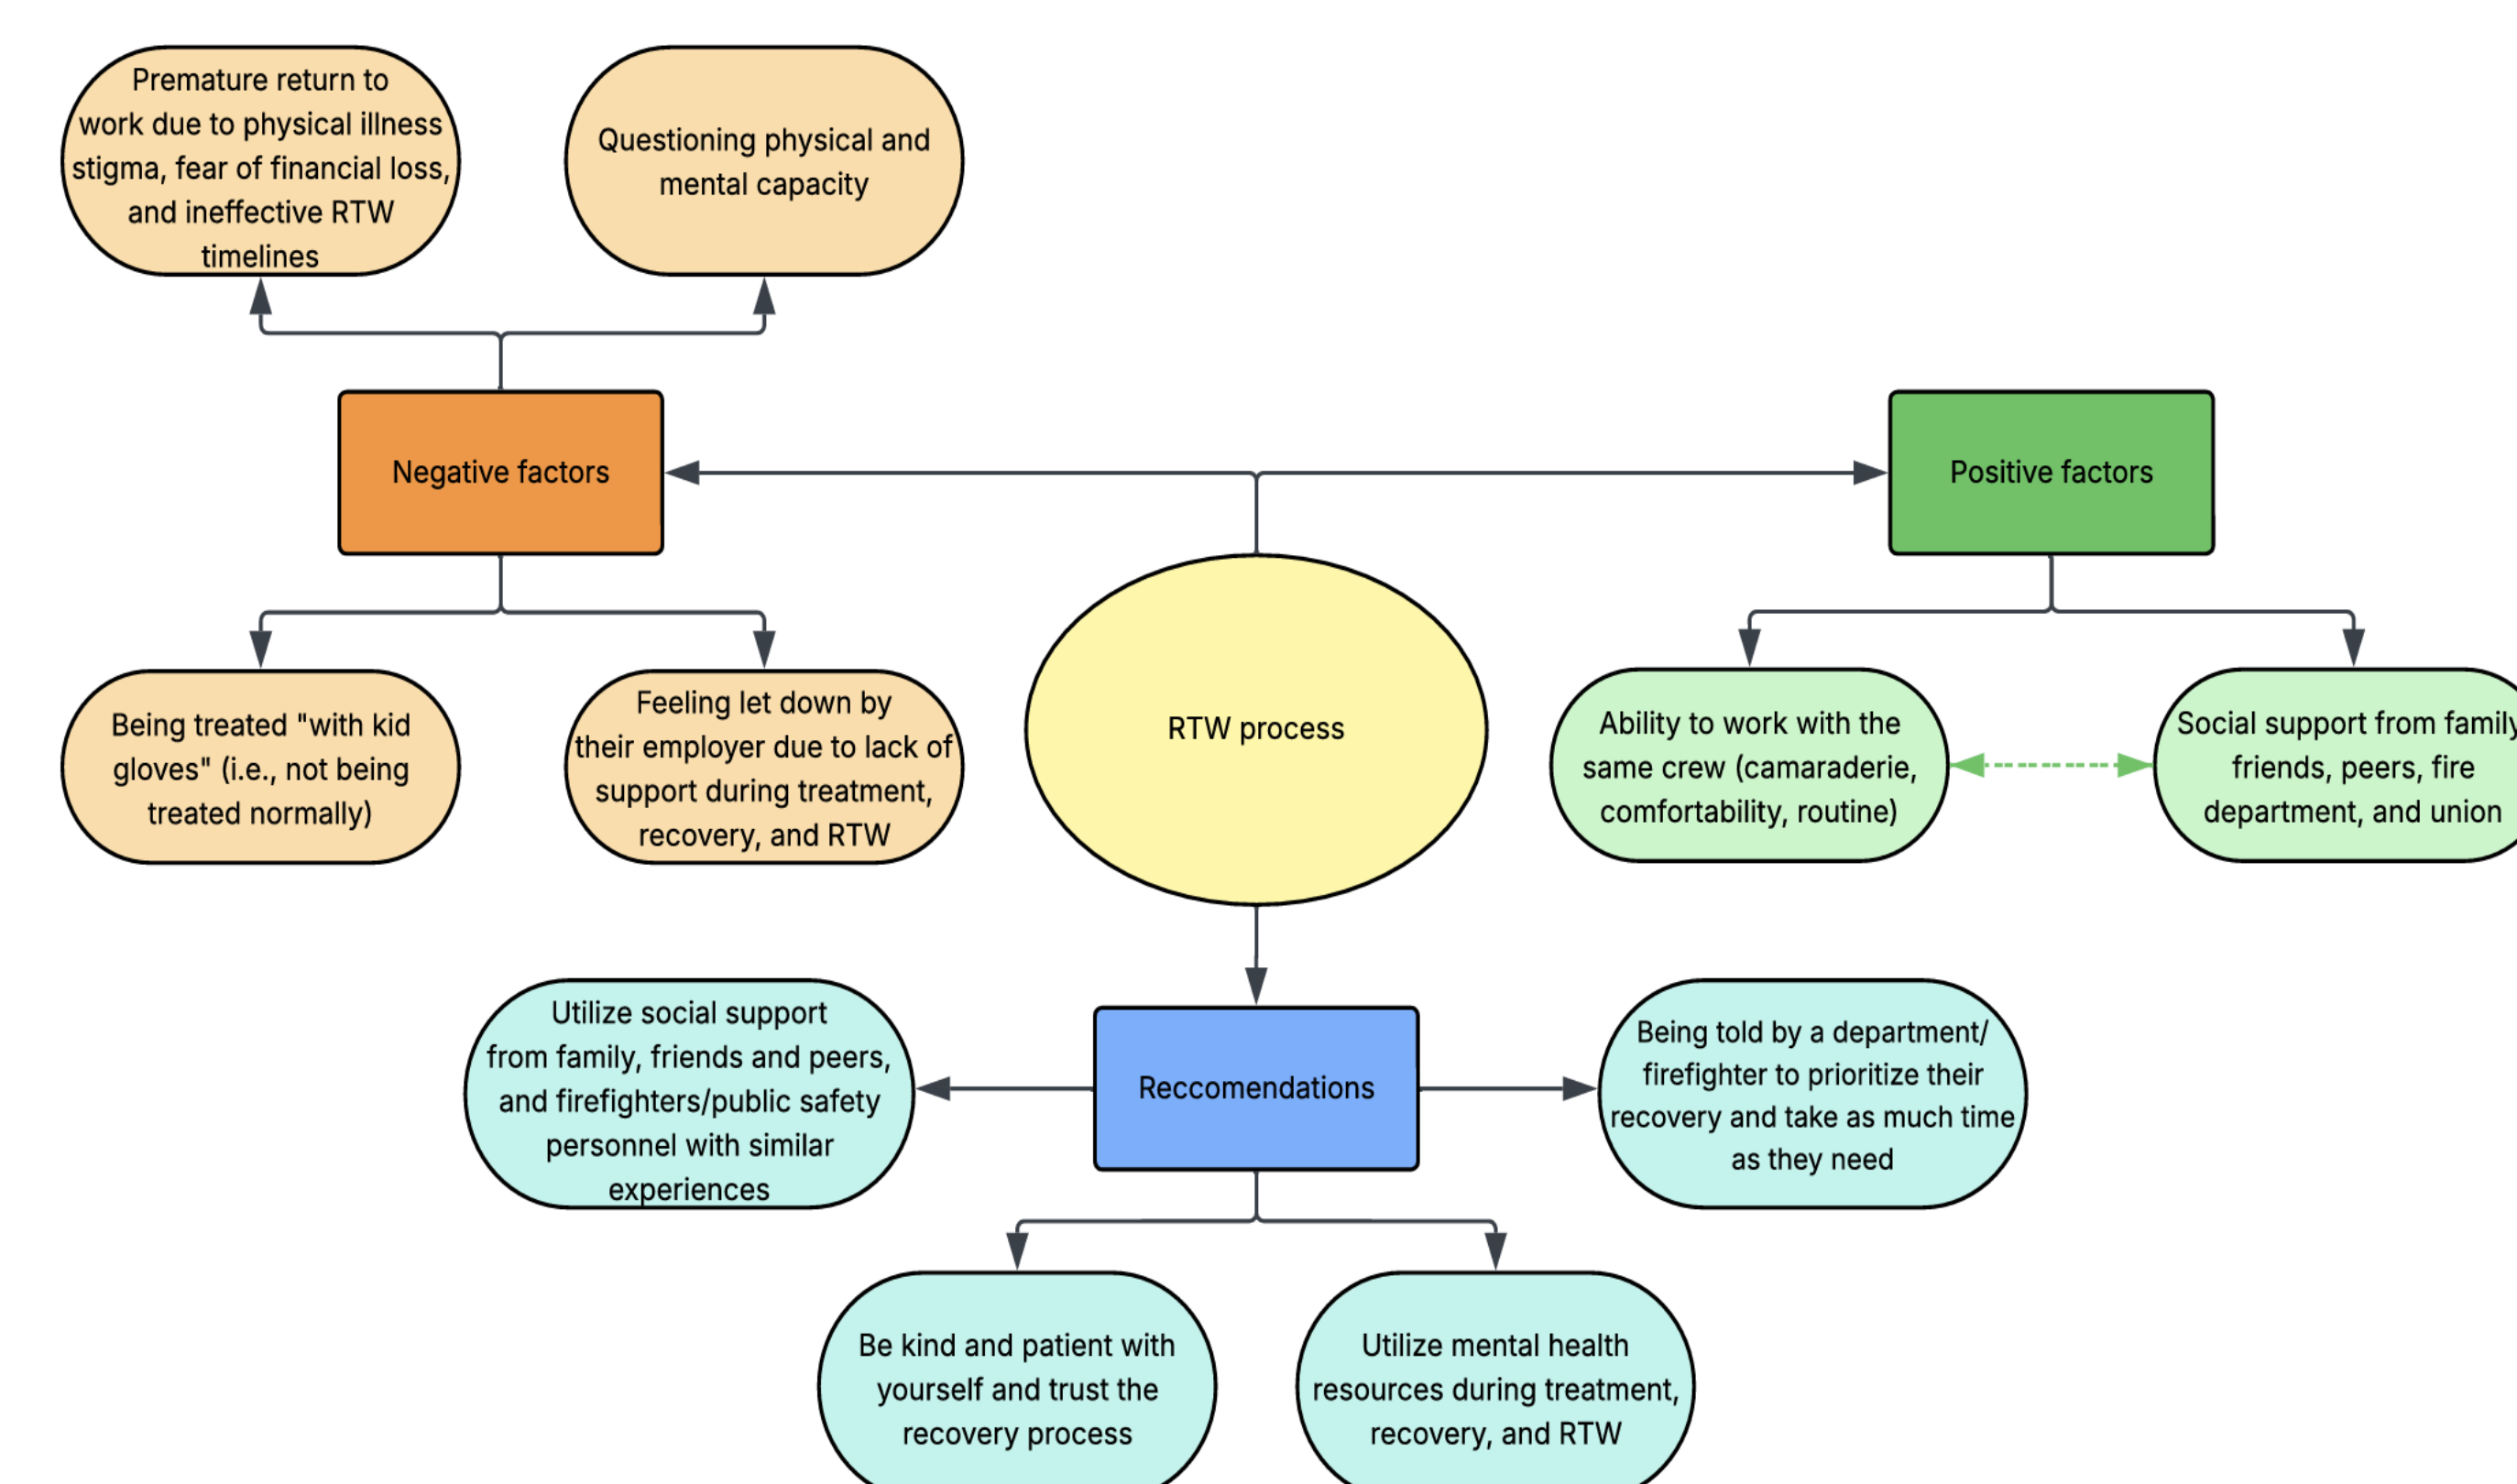 Premature return to
work due to physical illness
stigma, fear of financial loss,
and ineffective RTW
timelines
Questioning physical and
mental capacity
Negative factors
Positive factors
Being treated "with kid
gloves" (i.e., not being
treated normally)
Feeling let down by
their employer due to lack of
support during treatment,
recovery, and RTW
RTW process
Ability to work with the
same crew (camaraderie,
comfortability, routine)
Social support from family
friends, peers, fire
department, and union
Utilize social support
from family, friends and peers,
and firefighters/public safety
personnel with similar
experiences
Reccomendations
Being told by a department/
firefighter to prioritize their
recovery and take as much time
as they need
Be kind and patient with
yourself and trust the
recovery process
Utilize mental health
resources during treatment,
recovery, and RTW